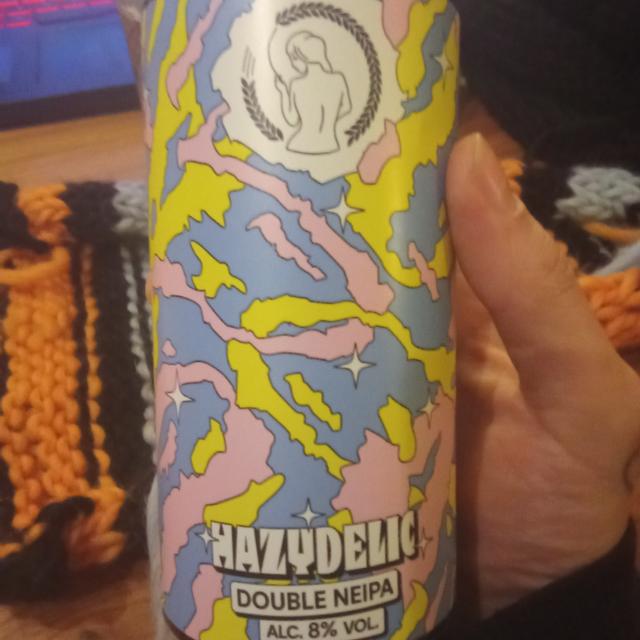 HAZYDELIC
DOUBLE NEIPA
ALC. 8% VOL